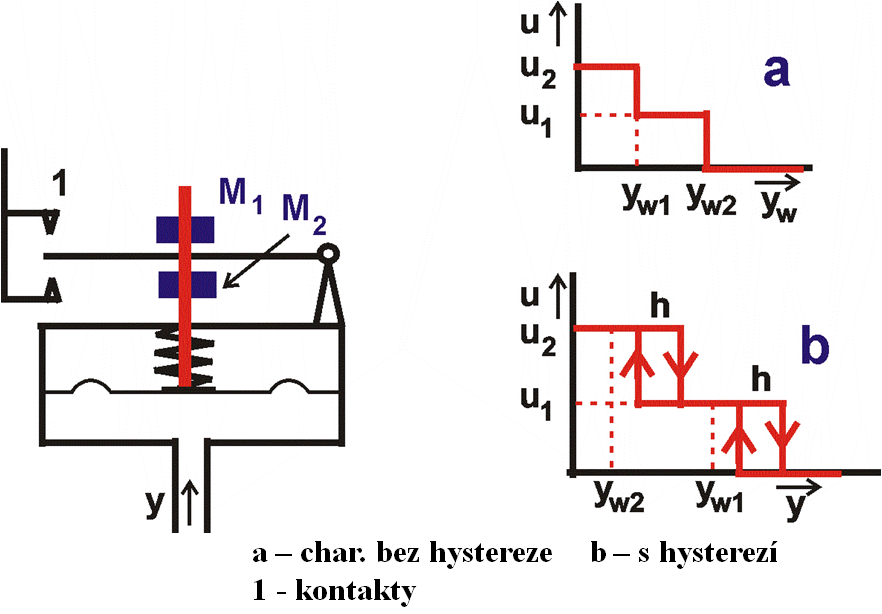 u
u2
a
u1
yw1 yw2 yw
1
M1
M2
u
h
u2
b
h
u1
yw2 yw1 y
y
a – char. bez hystereze b – s hysterezí
1 - kontakty